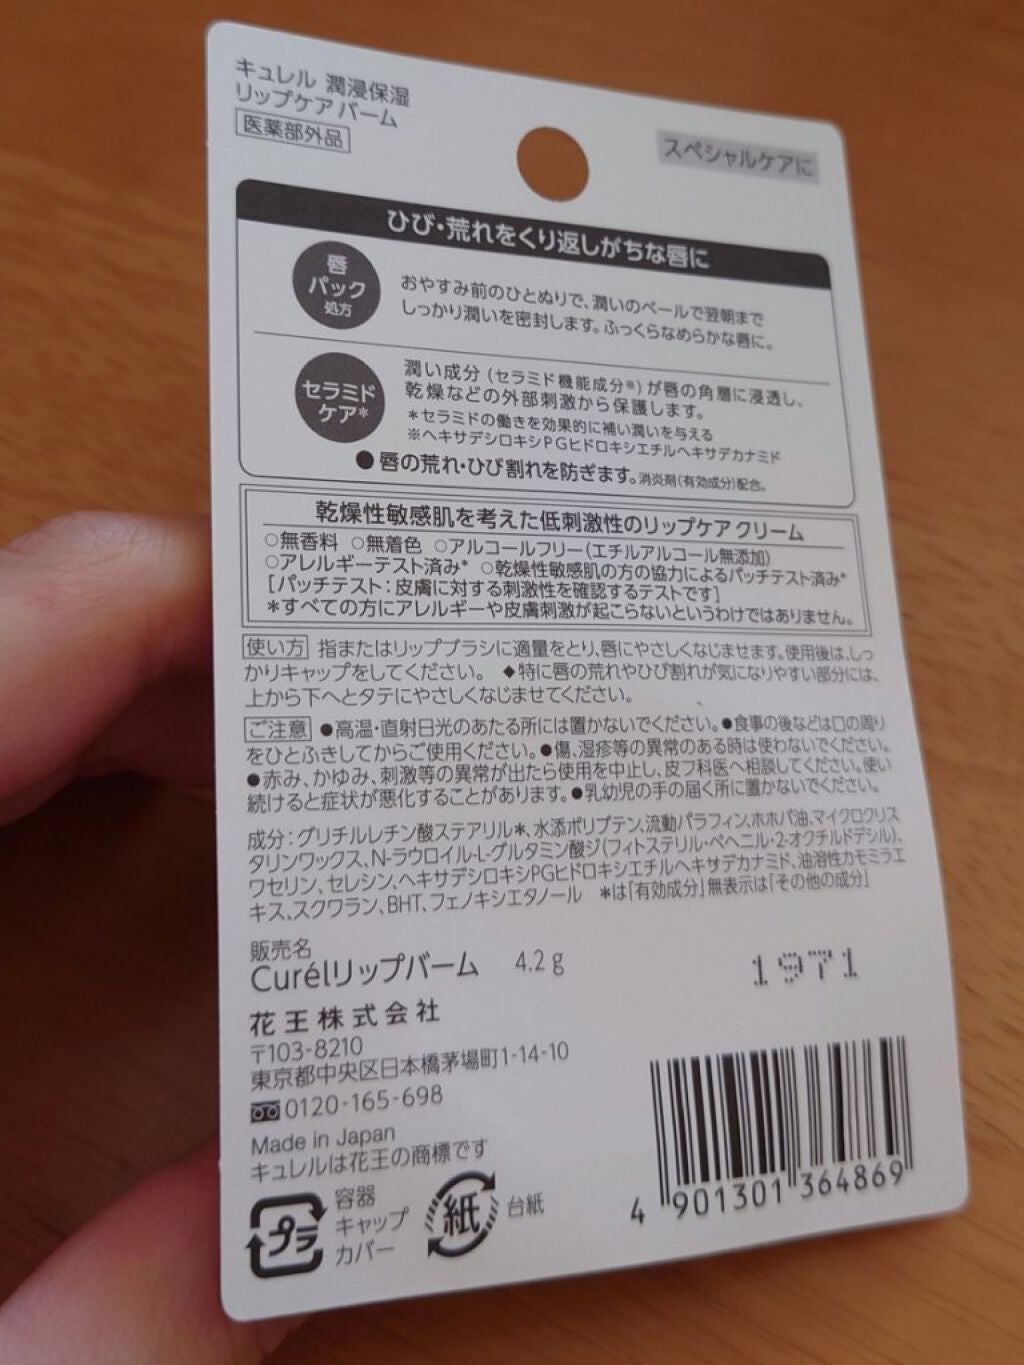 キュレル 潤浸保湿
リップケア バーム
医薬部外品
スペシャルケアに
ひび・荒れをくり返しがちな唇に
唇
パック
処方
おやすみ前のひとぬりで、潤いのベールで翌朝まで
しっかり潤いを密封します。ふっくらなめらかな唇に。
セラミド
ケア*
潤い成分(セラミド機能成分※)が唇の角層に浸透し、
乾燥などの外部刺激から保護します。
*セラミドの働きを効果的に補い潤いを与える
※ヘキサデシロキシPGヒドロキシエチルヘキサデカナミド
●唇の荒れ・ひび割れを防ぎます。消炎剤(有効成分)配合。
乾燥性敏感肌を考えた低刺激性のリップケア クリーム
○無香料 ○無着色 ○アルコールフリー(エチルアルコール無添加)
○アレルギーテスト済み* ○乾燥性敏感肌の方の協力によるパッチテスト済み*
[パッチテスト:皮膚に対する刺激性を確認するテストです]
*すべての方にアレルギーや皮膚刺激が起こらないというわけではありません。
使い方 指またはリップブラシに適量をとり、唇にやさしくなじませます。使用後は、しっ
かりキャップをしてください。 ◆特に唇の荒れやひび割れが気になりやすい部分には、
上から下へとタテにやさしくなじませてください。
ご注意 ●高温・直射日光のあたる所には置かないでください。●食事の後などは口の周り
をひとふきしてからご使用ください。●傷、湿疹等の異常のある時は使わないでください。
●赤み、かゆみ、刺激等の異常が出たら使用を中止し、皮フ科医へ相談してください。使い
続けると症状が悪化することがあります。●乳幼児の手の届く所に置かないでください。
成分:グリチルレチン酸ステアリル*、水添ポリブテン、流動パラフィン、ホホバ油、マイクロクリス
タリンワックス、N-ラウロイル-L-グルタミン酸ジ(フィトステリル・ベヘニル・2-オクチルドデシル)、
ワセリン、セレシン、ヘキサデシロキシPGヒドロキシエチルヘキサデカナミド、油溶性カモミラエ
キス、スクワラン、BHT、フェノキシエタノール *は「有効成分」無表示は「その他の成分」
販売名
Curélリップバーム 4.2g
1971
花王株式会社
〒103-8210
東京都中央区日本橋茅場町1-14-10
0120-165-698
Made in Japan
キュレルは花王の商標です
プラ
容器
キャップ
カバー
紙
台紙
4 901301 364869